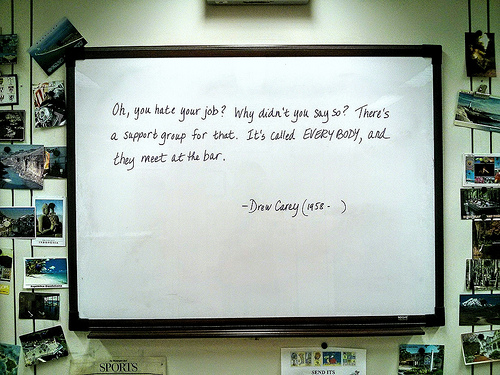 Oh, you hate your job? Why didn't you say so? There's
a support group for that. It's called EVERYBODY, and
they meet at the bar.
-Drew Carey (1958 - )
SPORTS
SEND ITS